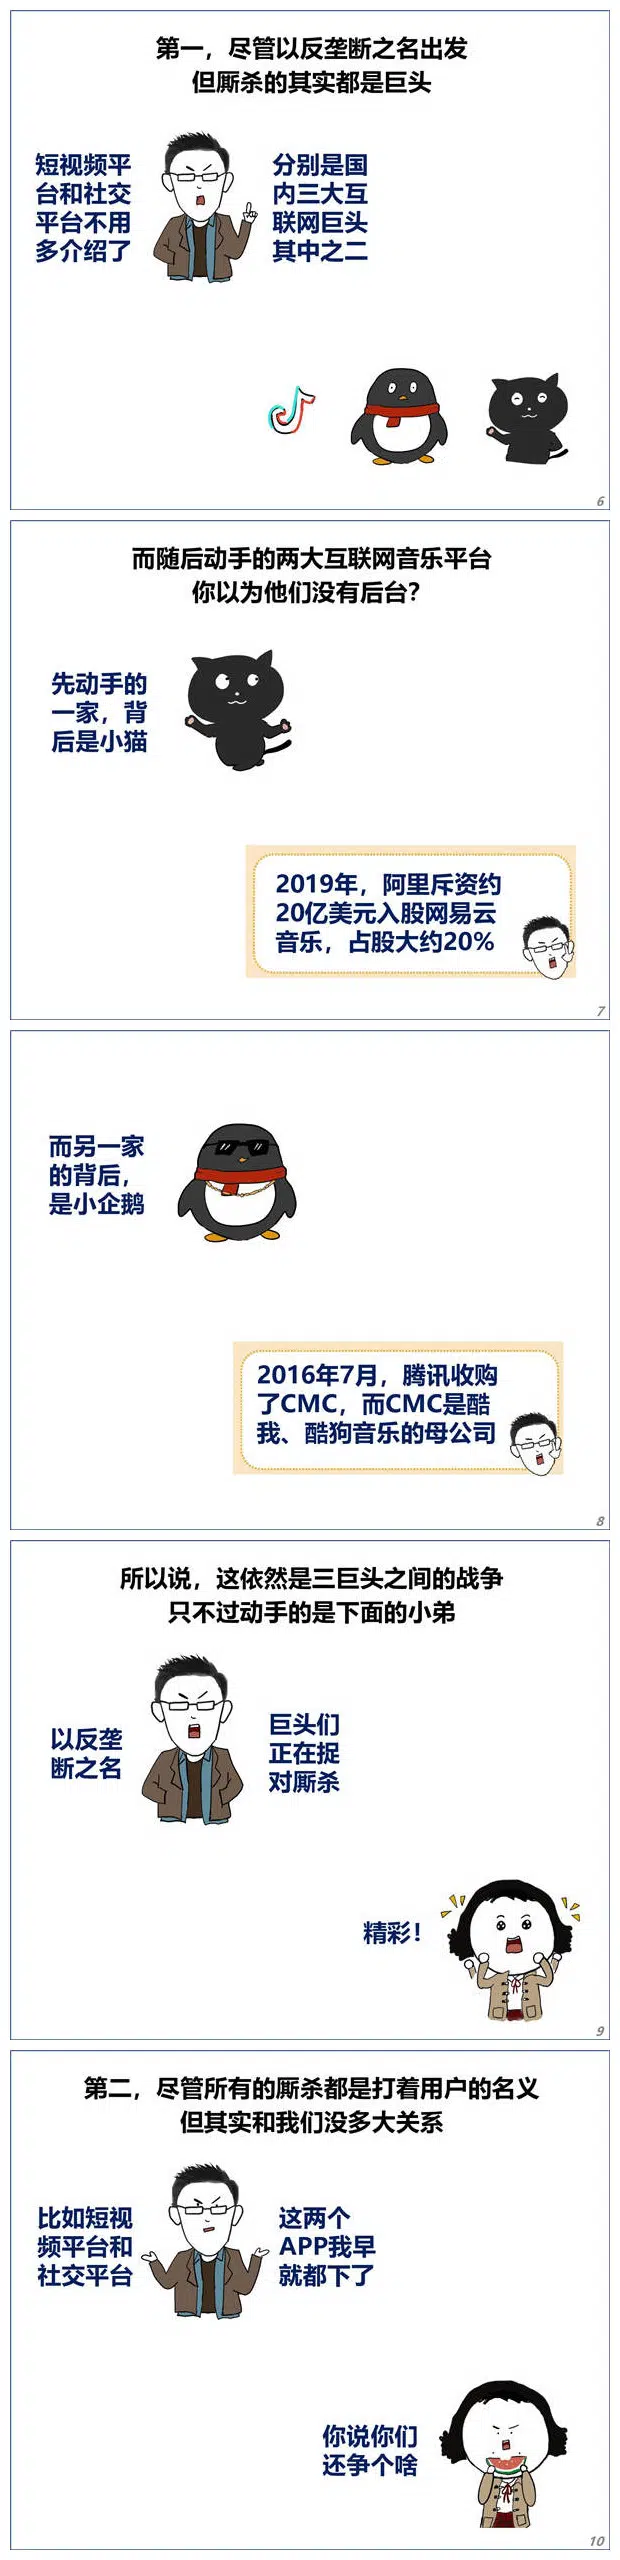 第一，尽管以反垄断之名出发
但厮杀的其实都是巨头
短视频平
台和社交
平台不用
多介绍了
分别是国
内三大互
联网巨头
其中之二
6
而随后动手的两大互联网音乐平台
你以为他们没有后台？
先动手的
一家，背
后是小猫
2019年，阿里斥资约
20亿美元入股网易云
音乐，占股大约20%
7
而另一家
的背后，
是小企鹅
2016年7月，腾讯收购
了CMC，而CMC是酷
我、酷狗音乐的母公司
8
所以说，这依然是三巨头之间的战争
只不过动手的是下面的小弟
以反垄
断之名
巨头们
正在捉
对厮杀
精彩！
9
第二，尽管所有的厮杀都是打着用户的名义
但其实和我们没多大关系
比如短视
频平台和
社交平台
这两个
APP我早
就都下了
你说你们
还争个啥
10